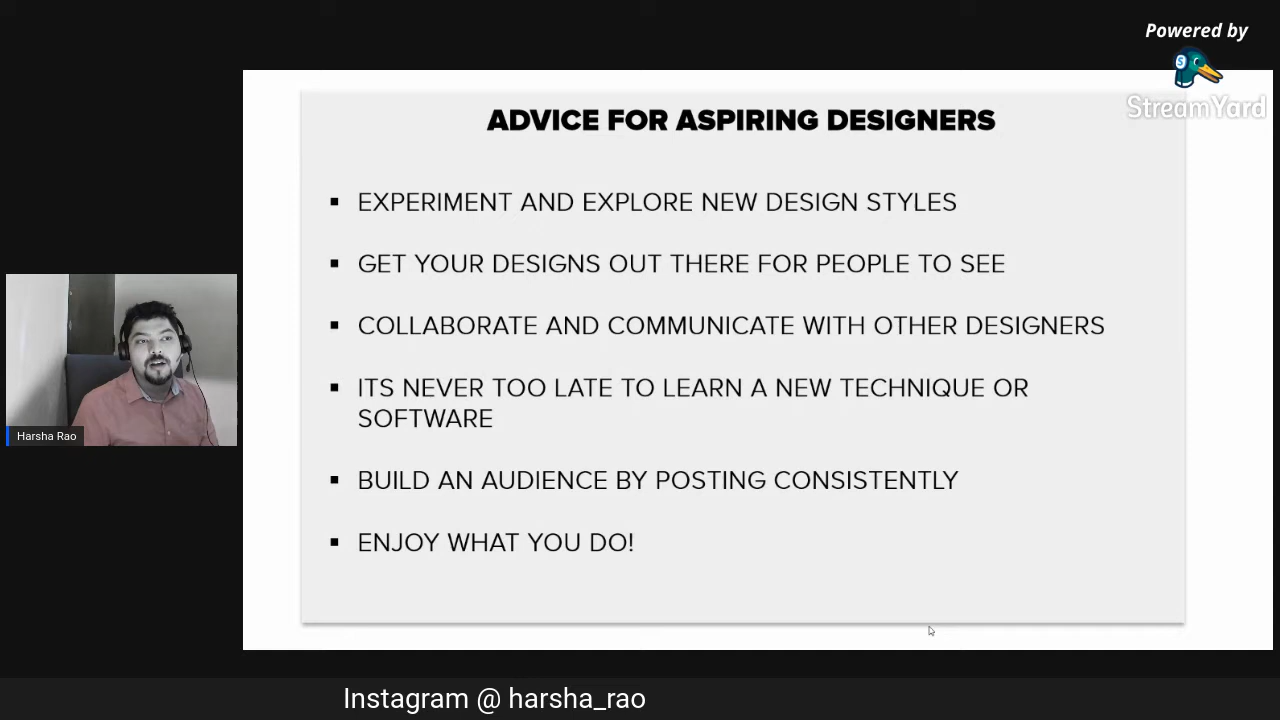 Powered by
StreamYard
ADVICE FOR ASPIRING DESIGNERS
▪ EXPERIMENT AND EXPLORE NEW DESIGN STYLES
▪ GET YOUR DESIGNS OUT THERE FOR PEOPLE TO SEE
▪ COLLABORATE AND COMMUNICATE WITH OTHER DESIGNERS
▪ ITS NEVER TOO LATE TO LEARN A NEW TECHNIQUE OR
SOFTWARE
▪ BUILD AN AUDIENCE BY POSTING CONSISTENTLY
▪ ENJOY WHAT YOU DO!
Harsha Rao
Instagram @ harsha_rao